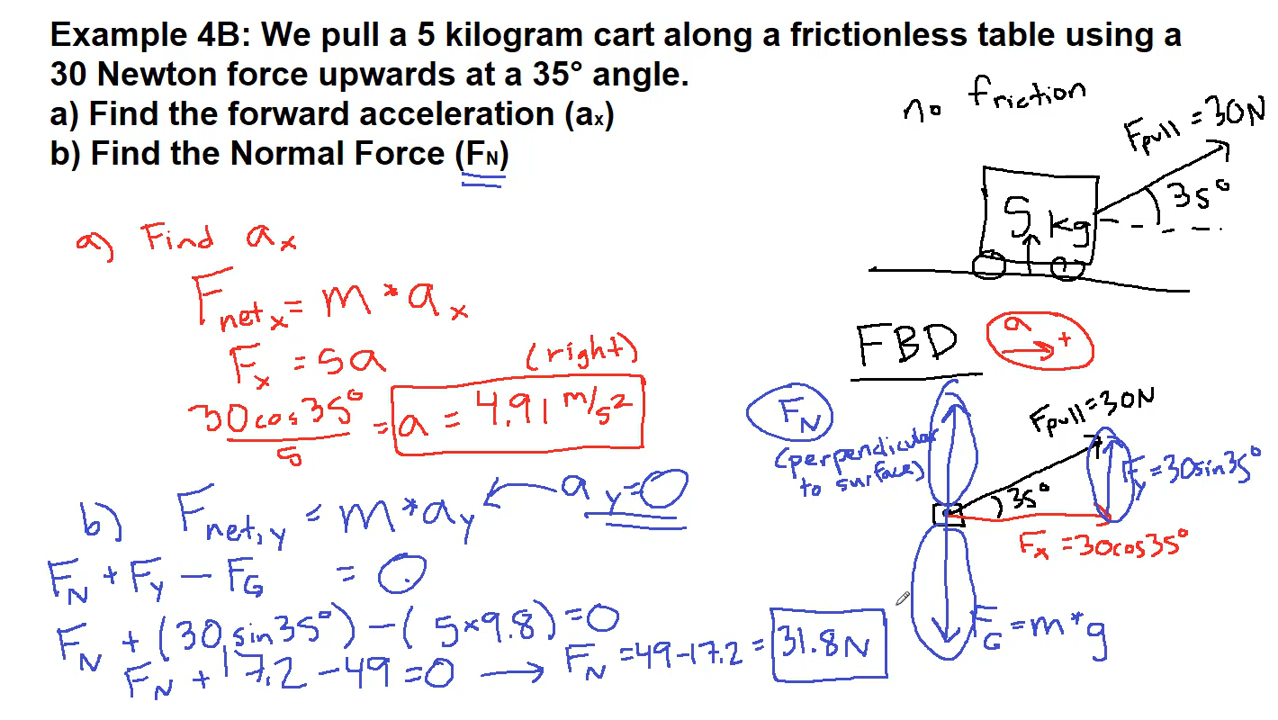 Example 4B: We pull a 5 kilogram cart along a frictionless table using a
30 Newton force upwards at a 35° angle.
a) Find the forward acceleration (ax)
b) Find the Normal Force (FN)
no friction
Fpull = 30N
35°
5 kg
a) Find ax
Fnet x = m * ax
Fx = 5a
(right)
30cos35°
5
= a = 4.91 m/s²
FBD
a +
FN
(perpendicular
to surface)
Fpull = 30N
35°
Fy = 30sin35°
Fx = 30cos35°
FG = m * g
b) Fnet, y = m * ay
ay = 0
FN + Fy − FG = 0
FN + (30 sin35°) − (5 × 9.8) = 0
FN + 17.2 − 49 = 0 → FN = 49 − 17.2 = 31.8 N